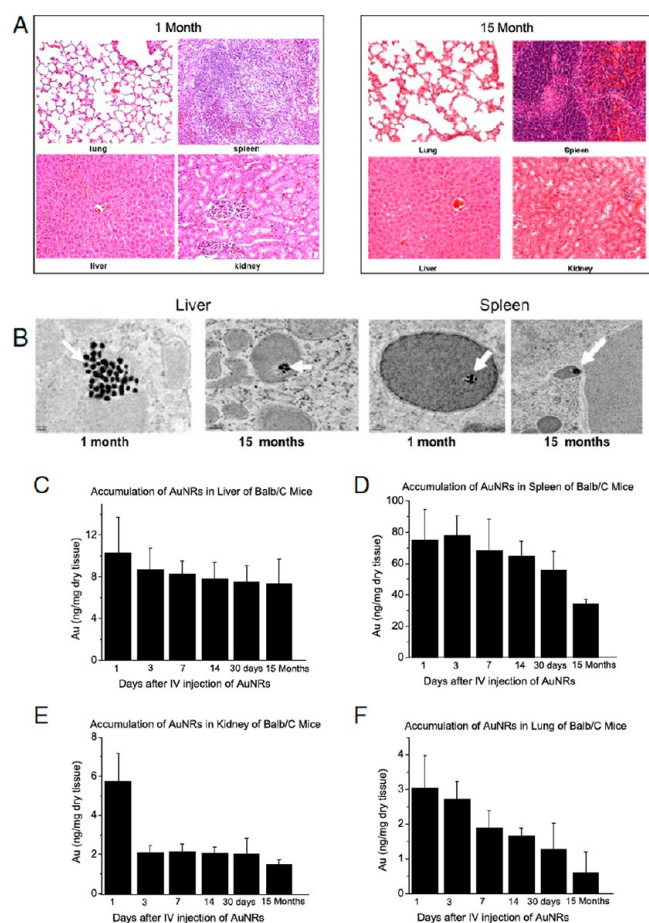 A
1 Month
15 Month
lung
spleen
Lung
Spleen
liver
kidney
Liver
Kidney
Liver
Spleen
B
1 month
15 months
1 month
15 months
C
Accumulation of AuNRs in Liver of Balb/C Mice
Au (ng/mg dry tissue)
12
8
4
0
1 3 7 14 30 days 15 Months
Days after IV injection of AuNRs
D
Accumulation of AuNRs in Spleen of Balb/C Mice
Au (ng/mg dry tissue)
100
80
60
40
20
0
1 3 7 14 30 days 15 Months
Days after IV injection of AuNRs
E
Accumulation of AuNRs in Kidney of Balb/C Mice
Au (ng/mg dry tissue)
8
6
4
2
0
1 3 7 14 30 days 15 Months
Days after IV injection of AuNRs
F
Accumulation of AuNRs in Lung of Balb/C Mice
Au (ng/mg dry tissue)
4
3
2
1
0
1 3 7 14 30 days 15 Months
Days after IV injection of AuNRs